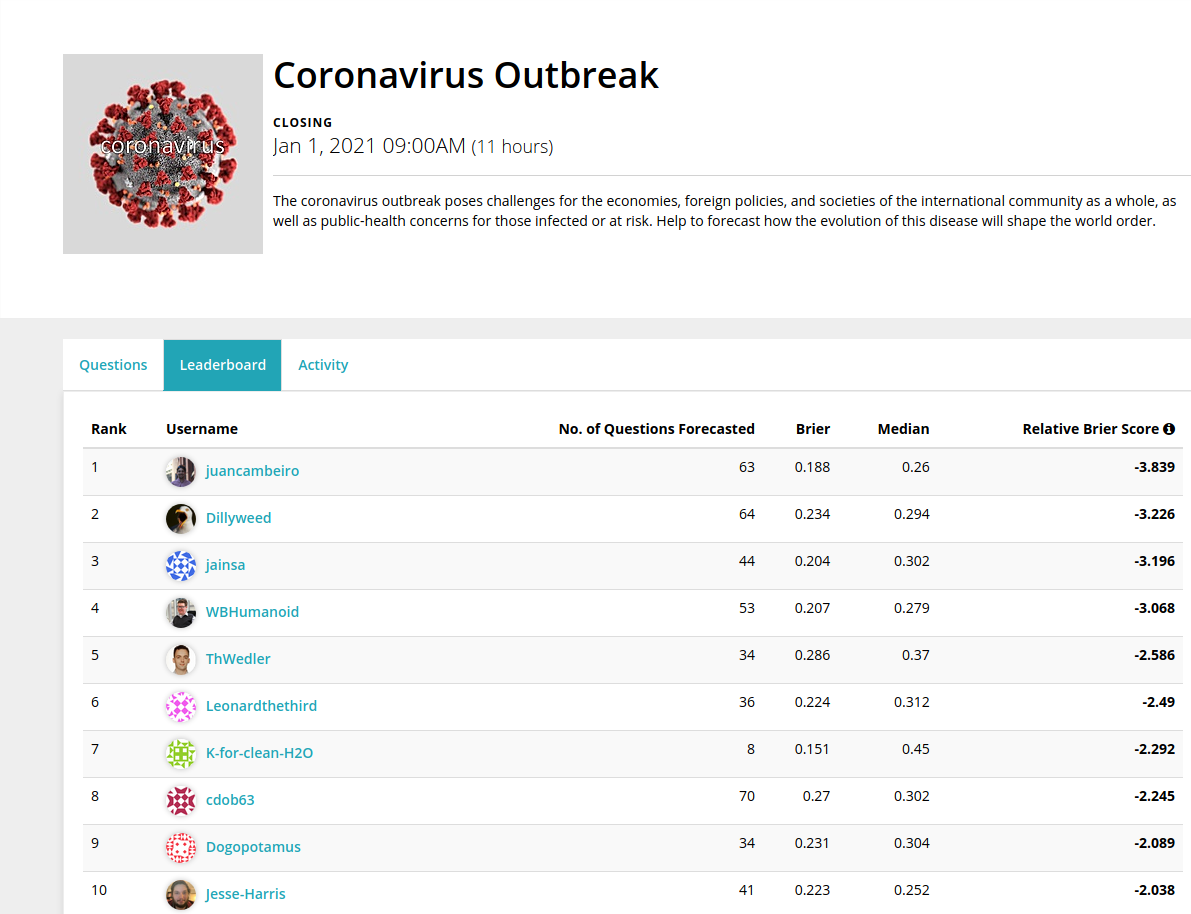 coronavirus
Coronavirus Outbreak
CLOSING
Jan 1, 2021 09:00AM (11 hours)
The coronavirus outbreak poses challenges for the economies, foreign policies, and societies of the international community as a whole, as
well as public-health concerns for those infected or at risk. Help to forecast how the evolution of this disease will shape the world order.
Questions Leaderboard Activity
Rank Username No. of Questions Forecasted Brier Median Relative Brier Score
1 juancambeiro 63 0.188 0.26 -3.839
2 Dillyweed 64 0.234 0.294 -3.226
3 jainsa 44 0.204 0.302 -3.196
4 WBHumanoid 53 0.207 0.279 -3.068
5 ThWedler 34 0.286 0.37 -2.586
6 Leonardthethird 36 0.224 0.312 -2.49
7 K-for-clean-H2O 8 0.151 0.45 -2.292
8 cdob63 70 0.27 0.302 -2.245
9 Dogopotamus 34 0.231 0.304 -2.089
10 Jesse-Harris 41 0.223 0.252 -2.038